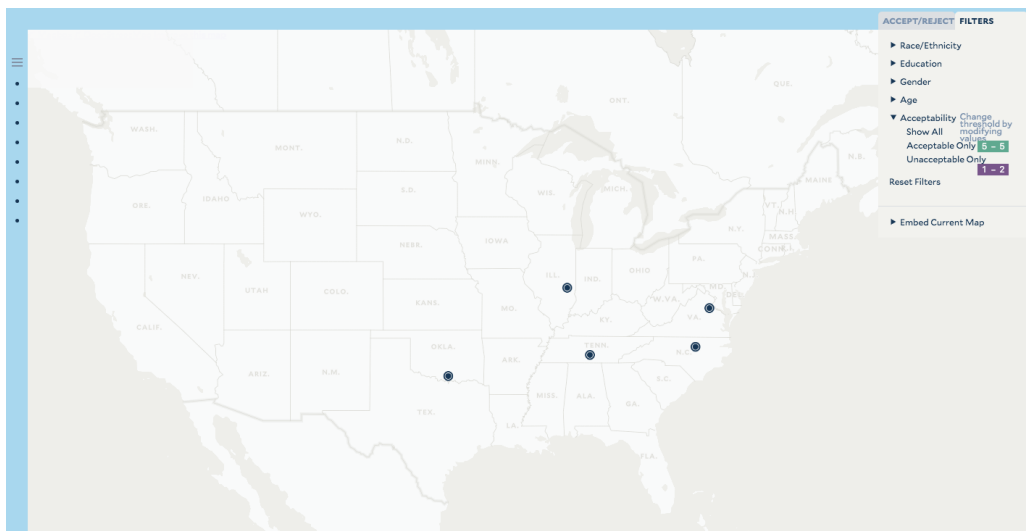 ACCEPT/REJECT FILTERS
Race/Ethnicity
Education
Gender
Age
Acceptability
Change threshold by modifying values
Show All
Acceptable Only 5 – 5
Unacceptable Only
1 – 2
Reset Filters
Embed Current Map
ONT.
QUE.
N.B.
WASH.
MONT.
N.D.
MINN.
MAINE
ORE.
IDAHO
S.D.
WIS.
MICH.
VT.
N.H.
WYO.
N.Y.
MASS.
CONN.
R.I.
NEBR.
IOWA
PA.
NEV.
UTAH
COLO.
ILL.
IND.
OHIO
N.J.
MD.
DEL.
CALIF.
KANS.
MO.
W.VA.
VA.
KY.
ARIZ.
N.M.
OKLA.
ARK.
TENN.
N.C.
S.C.
TEX.
MISS.
ALA.
GA.
LA.
FLA.